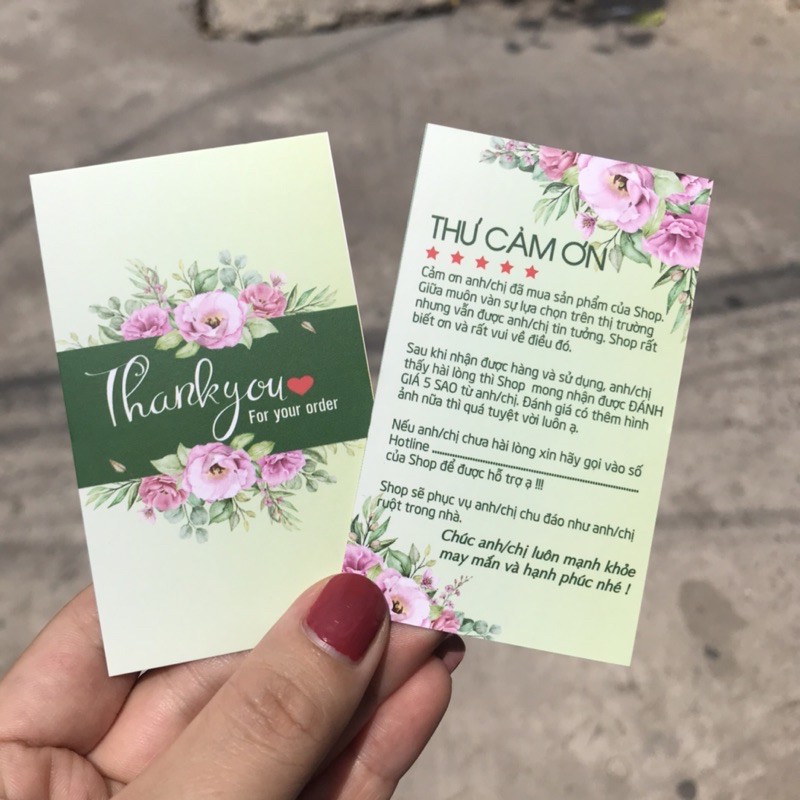 Thank you
For your order
THƯ CẢM ƠN
Cảm ơn anh/chị đã mua sản phẩm của Shop.
Giữa muôn vàn sự lựa chọn trên thị trường
nhưng vẫn được anh/chị tin tưởng. Shop rất
biết ơn và rất vui về điều đó.
Sau khi nhận được hàng và sử dụng, anh/chị
thấy hài lòng thì Shop mong nhận được ĐÁNH
GIÁ 5 SAO từ anh/chị. Đánh giá có thêm hình
ảnh nữa thì quá tuyệt vời luôn ạ.
Nếu anh/chị chưa hài lòng xin hãy gọi vào số
Hotline ................................................
của Shop để được hỗ trợ ạ !!!
Shop sẽ phục vụ anh/chị chu đáo như anh/chị
ruột trong nhà.
Chúc anh/chị luôn mạnh khỏe
may mắn và hạnh phúc nhé !